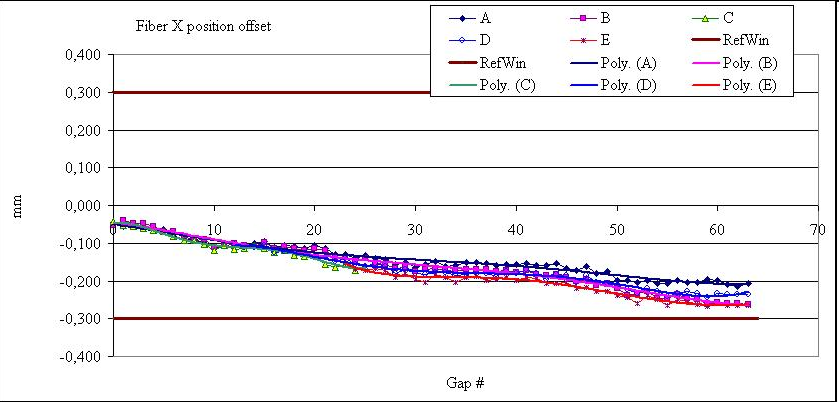 Fiber X position offset
A B C
D E RefWin
RefWin Poly. (A) Poly. (B)
Poly. (C) Poly. (D) Poly. (E)
0,400
0,300
0,200
0,100
0,000
-0,100
-0,200
-0,300
-0,400
mm
0 10 20 30 40 50 60 70
Gap #